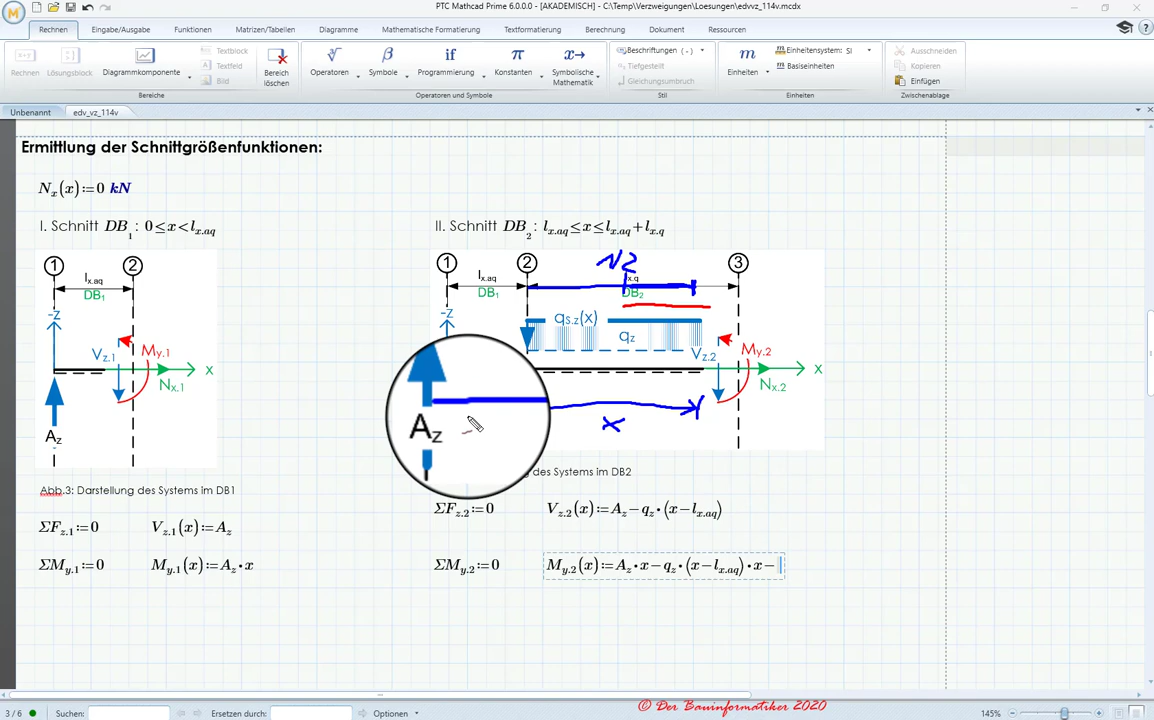 PTC Mathcad Prime 6.0.0.0 - [AKADEMISCH] - C:\Temp\Verzweigungen\Loesungen\edvvz_114v.mcdx
Rechnen Eingabe/Ausgabe Funktionen Matrizen/Tabellen Diagramme Mathematische Formatierung Textformatierung Berechnung Dokument Ressourcen
Rechnen Lösungsblock Diagrammkomponente Textblock Textfeld Bild Bereich löschen Operatoren Symbole Programmierung Konstanten Symbolische Mathematik Beschriftungen ( - ) Tiefgestellt Gleichungsumbruch Einheiten Einheitensystem: SI Basiseinheiten Ausschneiden Kopieren Einfügen
Bereiche Operatoren und Symbole Stil Einheiten Zwischenablage
Unbenannt edv_vz_114v
Ermittlung der Schnittgrößenfunktionen:
Nx(x):=0 kN
I. Schnitt DB1: 0≤x<lx.aq
II. Schnitt DB2: lx.aq≤x≤lx.aq+lx.q
1 2
lx.aq
DB1
-z
Vz.1 My.1
x
Nx.1
Az
1 2 3
1/2
lx.aq
DB1 DB2
-z
qS.z(x) qz
Vz.2 My.2
x
Nx.2
Az
x
Abb.3: Darstellung des Systems im DB1
des Systems im DB2
ΣFz.1:=0 Vz.1(x):=Az
ΣFz.2:=0 Vz.2(x):=Az−qz·(x−lx.aq)
ΣMy.1:=0 My.1(x):=Az·x
ΣMy.2:=0 My.2(x):=Az·x−qz·(x−lx.aq)·x−
© Der Bauinformatiker 2020
3 / 6 Suchen: Ersetzen durch: Optionen 145%